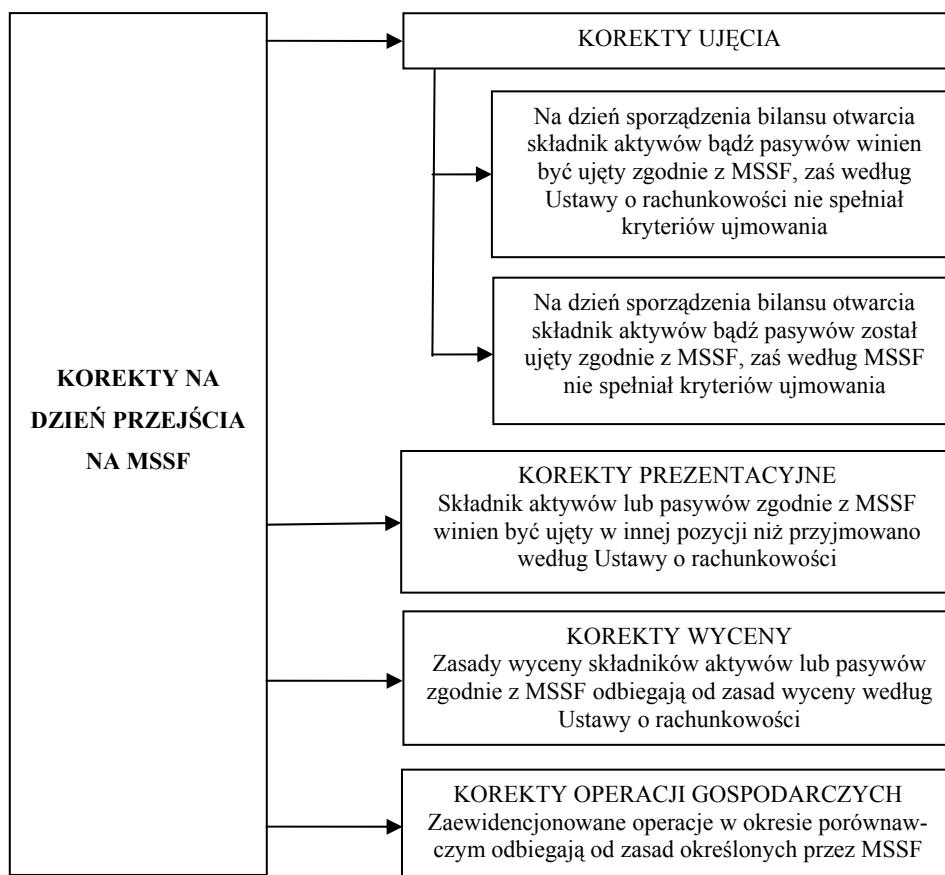 KOREKTY NA
DZIEŃ PRZEJŚCIA
NA MSSF
KOREKTY UJĘCIA
Na dzień sporządzenia bilansu otwarcia
składnik aktywów bądź pasywów winien
być ujęty zgodnie z MSSF, zaś według
Ustawy o rachunkowości nie spełniał
kryteriów ujmowania
Na dzień sporządzenia bilansu otwarcia
składnik aktywów bądź pasywów został
ujęty zgodnie z MSSF, zaś według MSSF
nie spełniał kryteriów ujmowania
KOREKTY PREZENTACYJNE
Składnik aktywów lub pasywów zgodnie z MSSF
winien być ujęty w innej pozycji niż przyjmowano
według Ustawy o rachunkowości
KOREKTY WYCENY
Zasady wyceny składników aktywów lub pasywów
zgodnie z MSSF odbiegają od zasad wyceny według
Ustawy o rachunkowości
KOREKTY OPERACJI GOSPODARCZYCH
Zaewidencjonowane operacje w okresie porównaw-
czym odbiegają od zasad określonych przez MSSF